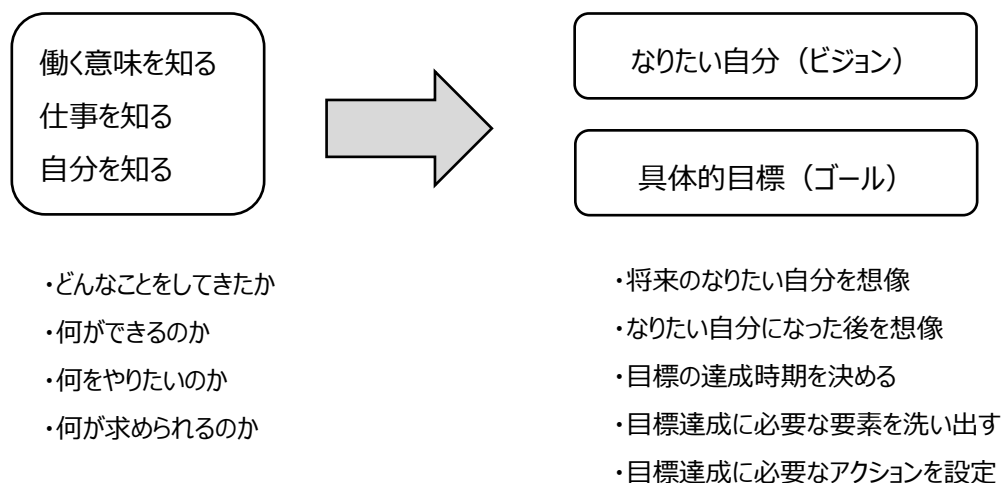 働く意味を知る
仕事を知る
自分を知る
なりたい自分（ビジョン）
具体的目標（ゴール）
・どんなことをしてきたか
・何ができるのか
・何をやりたいのか
・何が求められるのか
・将来のなりたい自分を想像
・なりたい自分になった後を想像
・目標の達成時期を決める
・目標達成に必要な要素を洗い出す
・目標達成に必要なアクションを設定